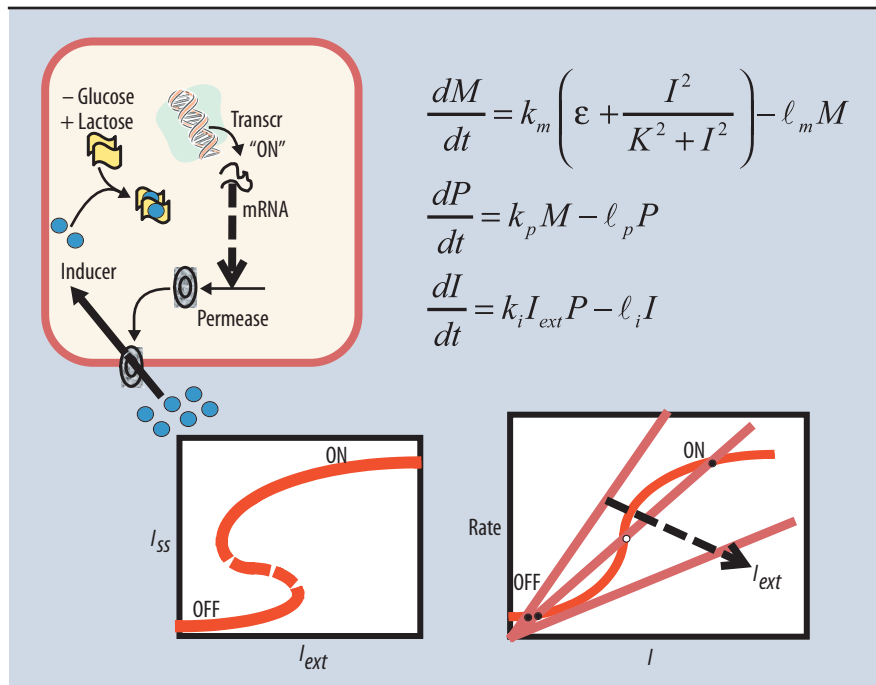 – Glucose
+ Lactose
Transcr
“ON”
mRNA
Inducer
Permease
dM/dt = k_m (ε + I^2/(K^2 + I^2)) − ℓ_m M
dP/dt = k_p M − ℓ_p P
dI/dt = k_i I_ext P − ℓ_i I
ON
I_ss
OFF
I_ext
ON
Rate
OFF
I_ext
I